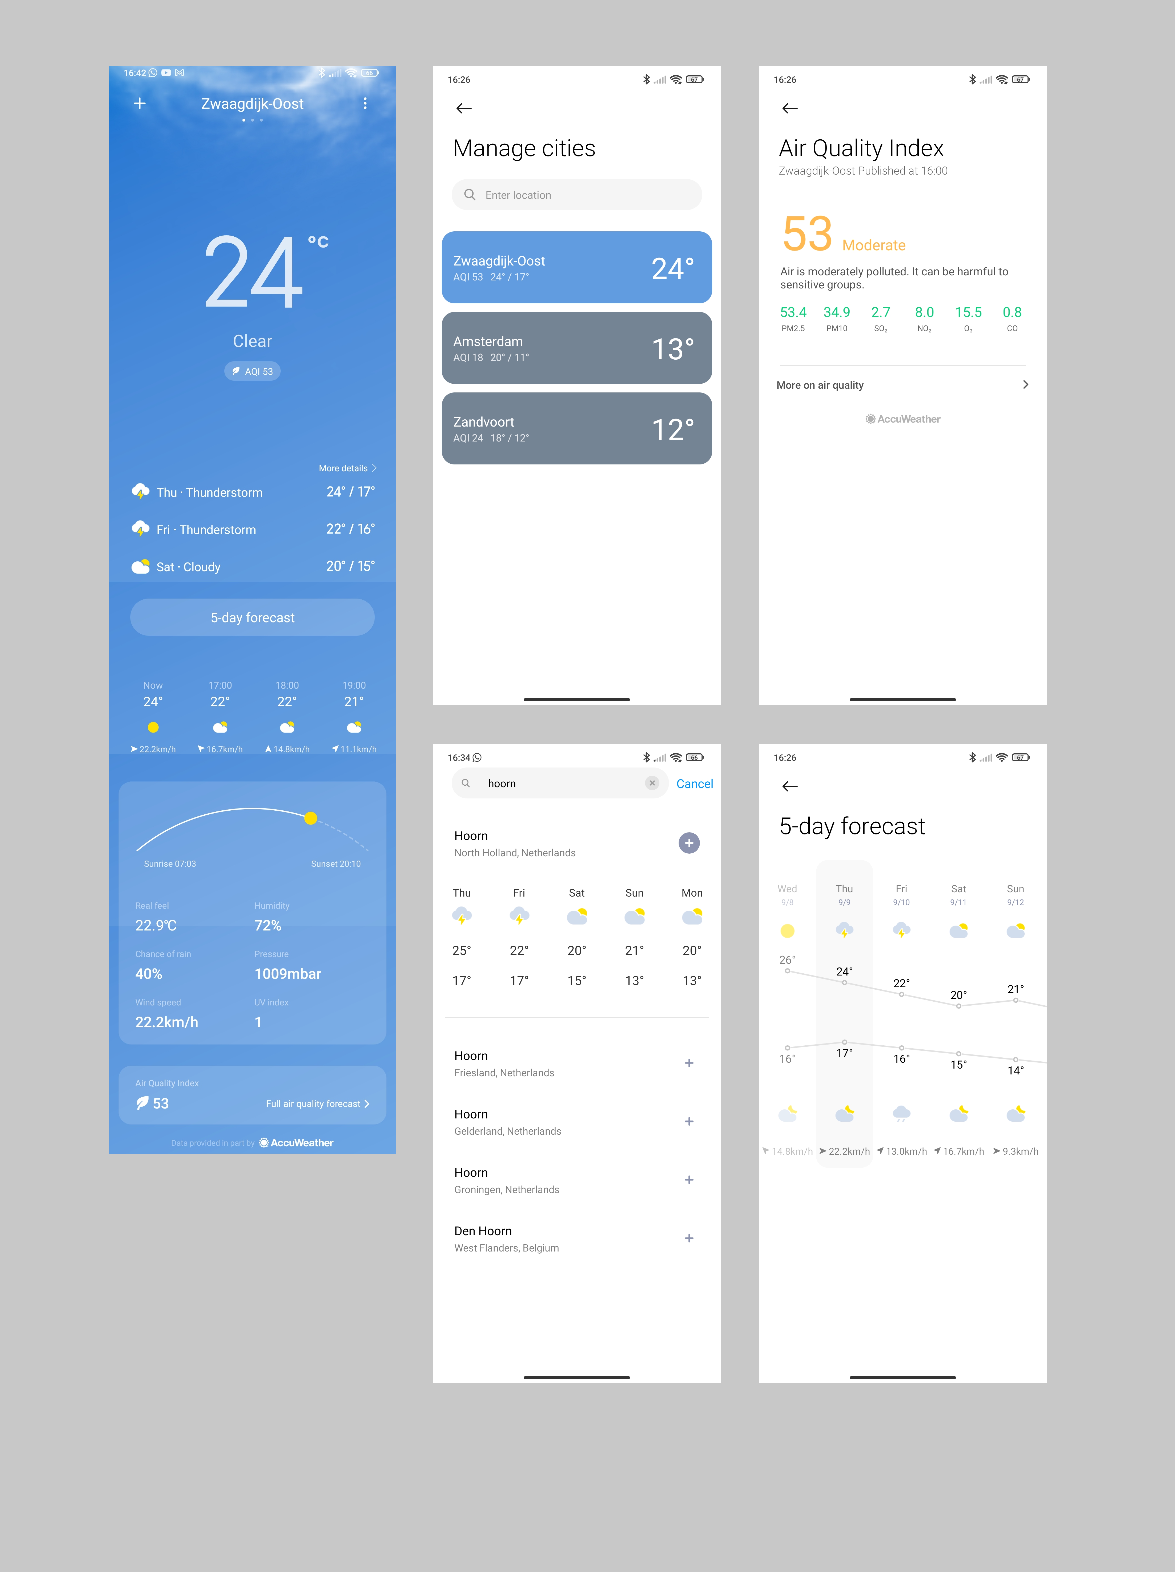 16:42
66
Zwaagdijk-Oost
24 °C
Clear
AQI 53
More details
Thu · Thunderstorm 24° / 17°
Fri · Thunderstorm 22° / 16°
Sat · Cloudy 20° / 15°
5-day forecast
Now 17:00 18:00 19:00
24° 22° 22° 21°
22.2km/h 16.7km/h 14.8km/h 11.1km/h
Sunrise 07:03 Sunset 20:10
Real feel Humidity
22.9°C 72%
Chance of rain Pressure
40% 1009mbar
Wind speed UV index
22.2km/h 1
Air Quality Index
53 Full air quality forecast
Data provided in part by AccuWeather
16:26 67
Manage cities
Enter location
Zwaagdijk-Oost
AQI 53 24° / 17°
24°
Amsterdam
AQI 18 20° / 11°
13°
Zandvoort
AQI 24 18° / 12°
12°
16:26 67
Air Quality Index
Zwaagdijk-Oost Published at 16:00
53 Moderate
Air is moderately polluted. It can be harmful to
sensitive groups.
53.4 34.9 2.7 8.0 15.5 0.8
PM2.5 PM10 SO₂ NO₂ O₃ CO
More on air quality
AccuWeather
16:34 66
hoorn Cancel
Hoorn
North Holland, Netherlands
Thu Fri Sat Sun Mon
25° 22° 20° 21° 20°
17° 17° 15° 13° 13°
Hoorn
Friesland, Netherlands
Hoorn
Gelderland, Netherlands
Hoorn
Groningen, Netherlands
Den Hoorn
West Flanders, Belgium
16:26 67
5-day forecast
Wed Thu Fri Sat Sun
9/8 9/9 9/10 9/11 9/12
26° 24° 22° 20° 21°
16° 17° 16° 15° 14°
14.8km/h 22.2km/h 13.0km/h 16.7km/h 9.3km/h